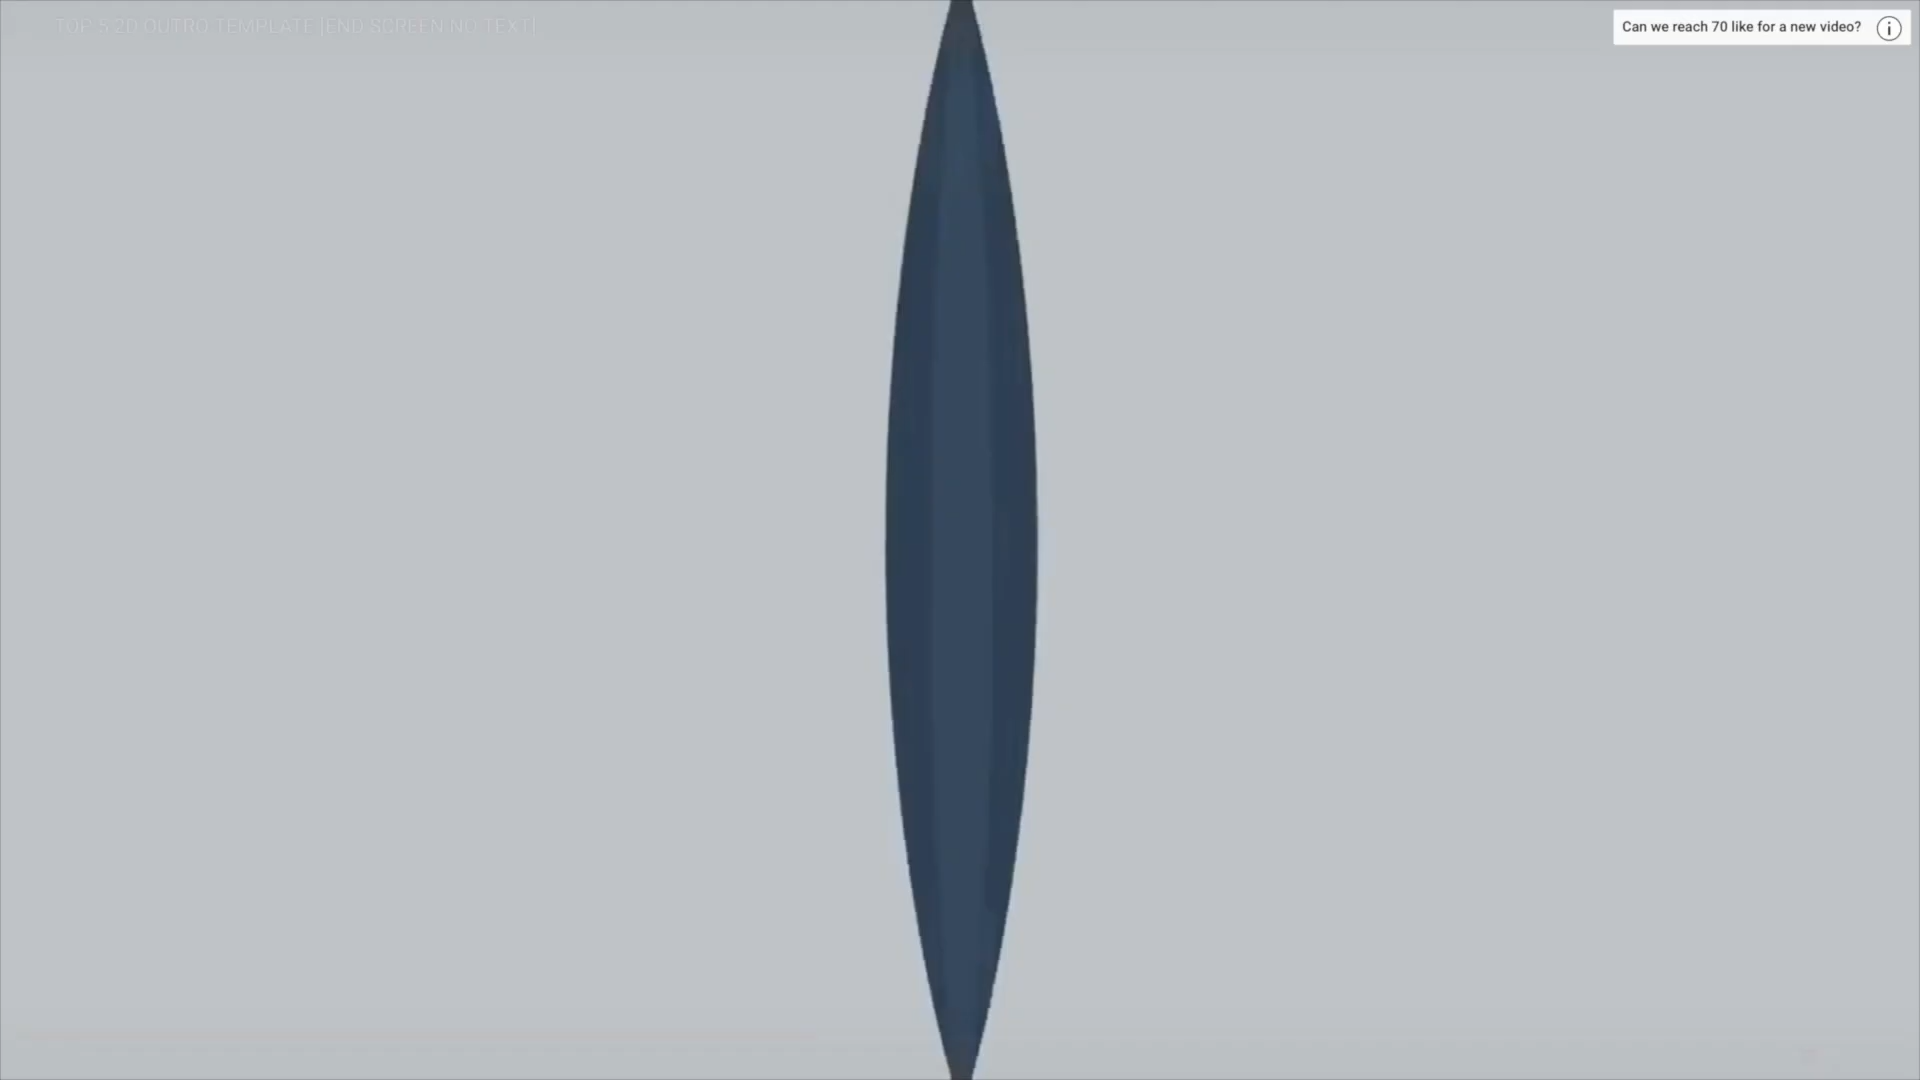 TOP 5 2D OUTRO TEMPLATE [END SCREEN NO TEXT]
Can we reach 70 like for a new video?